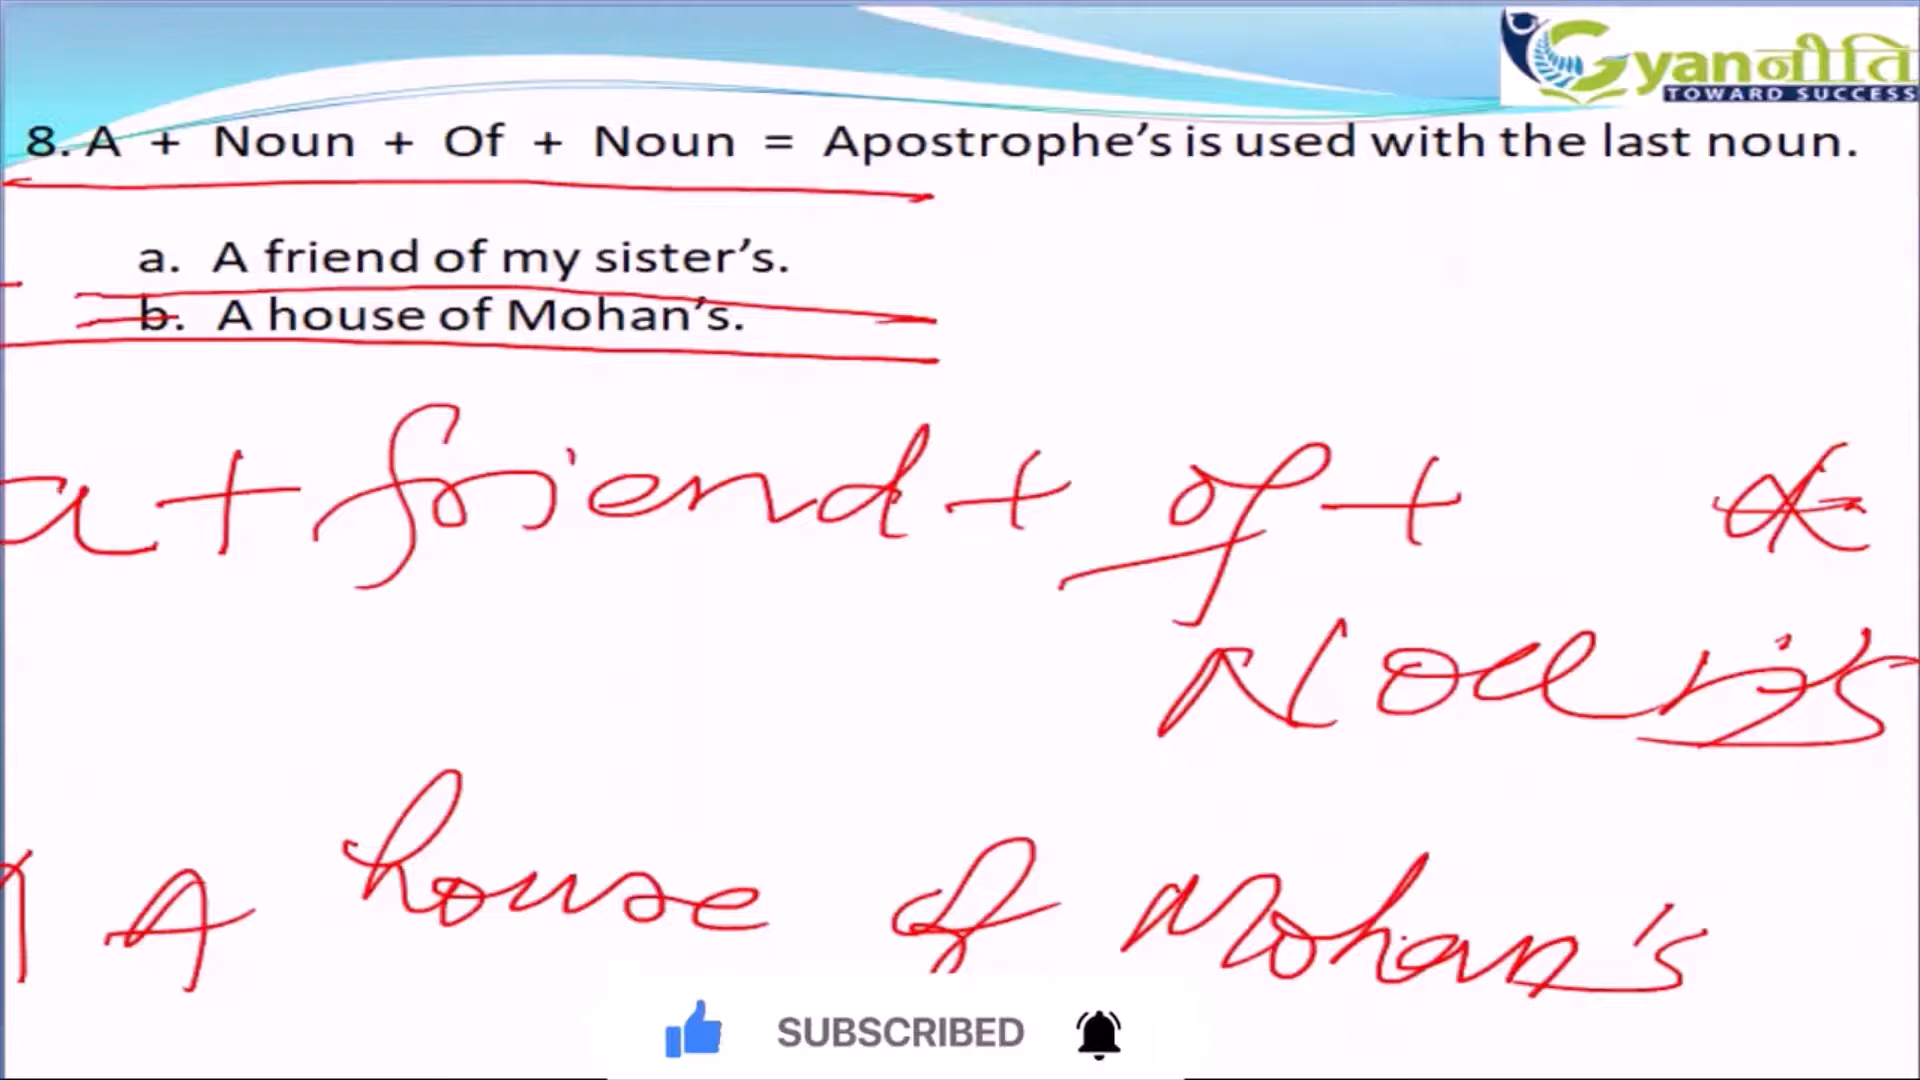 Gyanनीति
TOWARD SUCCESS
8. A + Noun + Of + Noun = Apostrophe’s is used with the last noun.
a. A friend of my sister’s.
b. A house of Mohan’s.
a + friend + of +
Noun's
A house of Mohan's
SUBSCRIBED